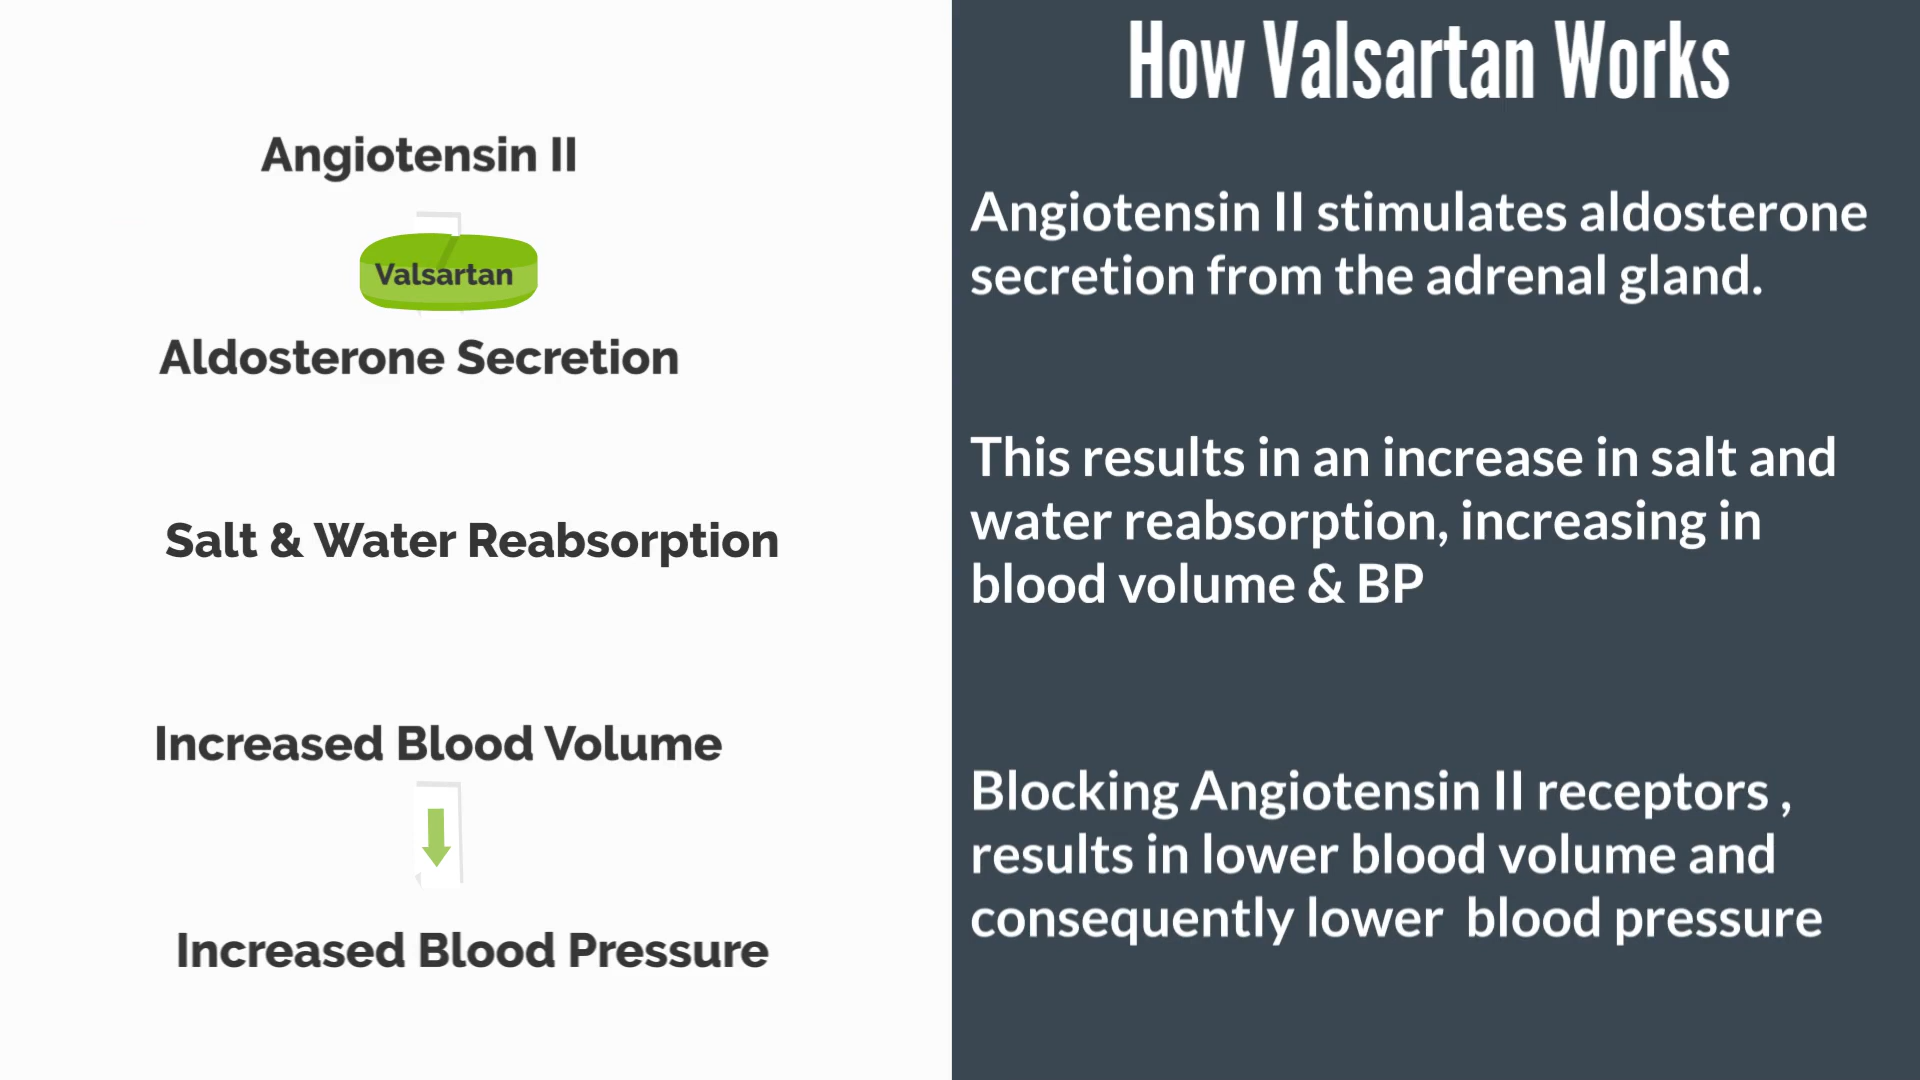 How Valsartan Works
Angiotensin II
Valsartan
Aldosterone Secretion
Salt & Water Reabsorption
Increased Blood Volume
Increased Blood Pressure
Angiotensin II stimulates aldosterone
secretion from the adrenal gland.
This results in an increase in salt and
water reabsorption, increasing in
blood volume & BP
Blocking Angiotensin II receptors ,
results in lower blood volume and
consequently lower  blood pressure